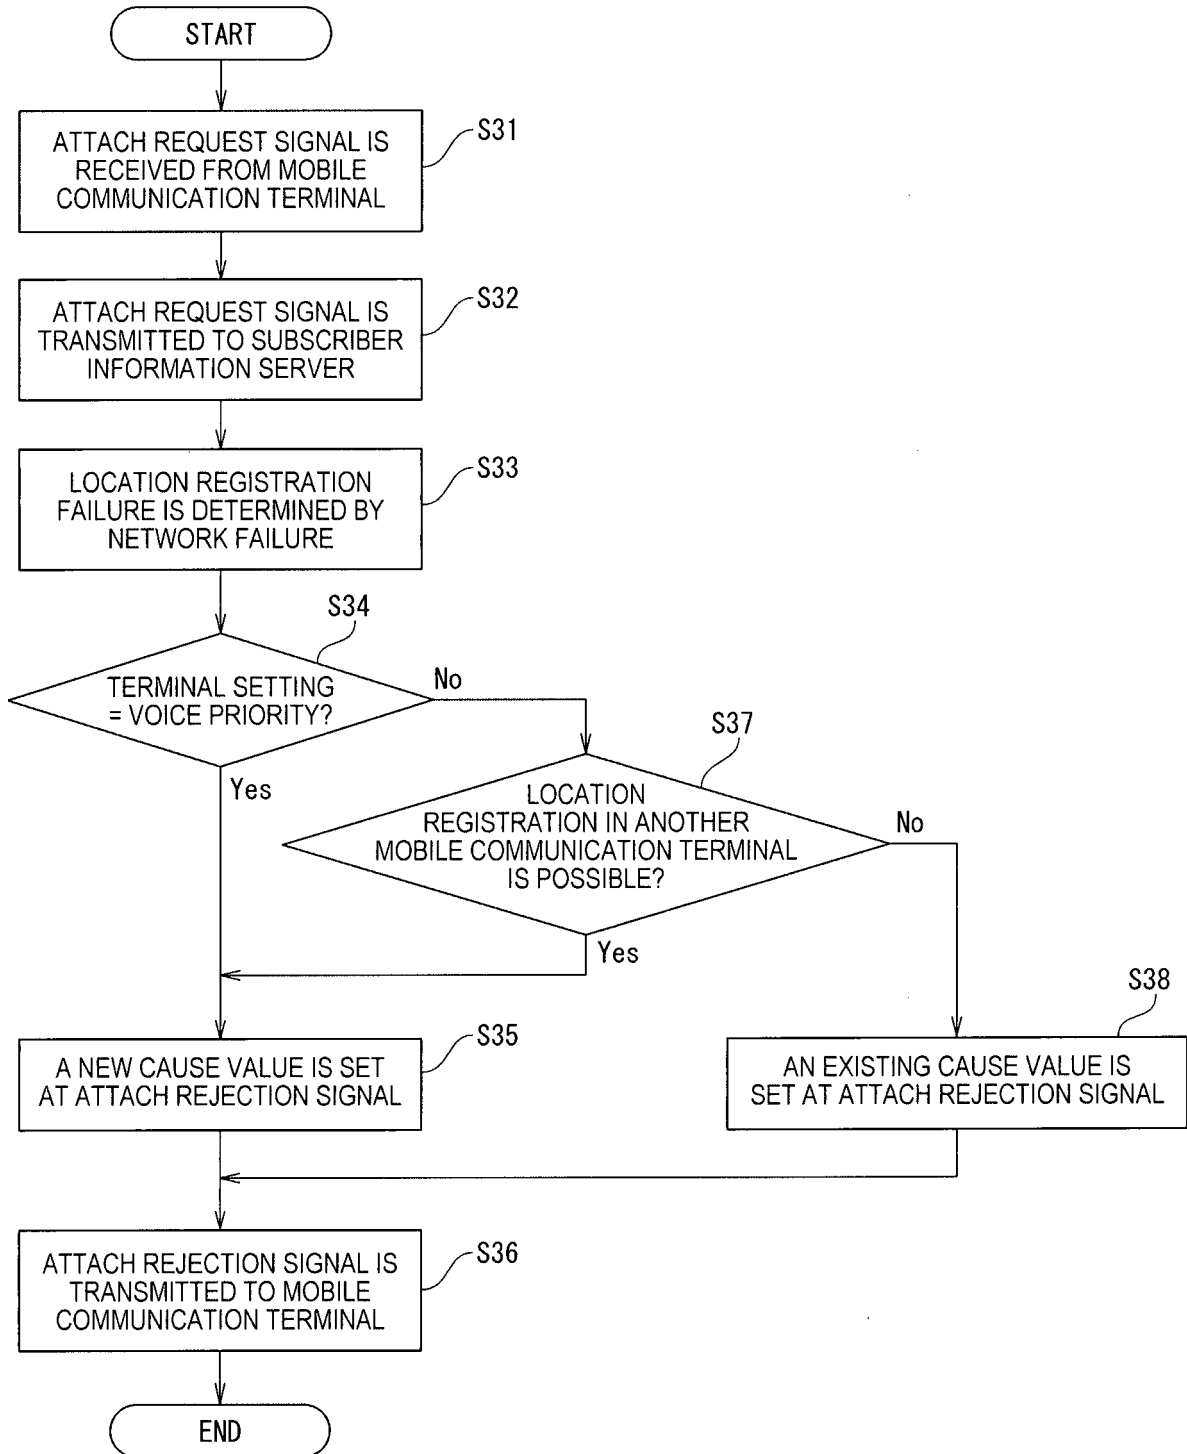 START
S31
ATTACH REQUEST SIGNAL IS
RECEIVED FROM MOBILE
COMMUNICATION TERMINAL
S32
ATTACH REQUEST SIGNAL IS
TRANSMITTED TO SUBSCRIBER
INFORMATION SERVER
S33
LOCATION REGISTRATION
FAILURE IS DETERMINED BY
NETWORK FAILURE
S34
TERMINAL SETTING
= VOICE PRIORITY?
No
Yes
S37
LOCATION
REGISTRATION IN ANOTHER
MOBILE COMMUNICATION TERMINAL
IS POSSIBLE?
No
Yes
S35
A NEW CAUSE VALUE IS SET
AT ATTACH REJECTION SIGNAL
S38
AN EXISTING CAUSE VALUE IS
SET AT ATTACH REJECTION SIGNAL
S36
ATTACH REJECTION SIGNAL IS
TRANSMITTED TO MOBILE
COMMUNICATION TERMINAL
END